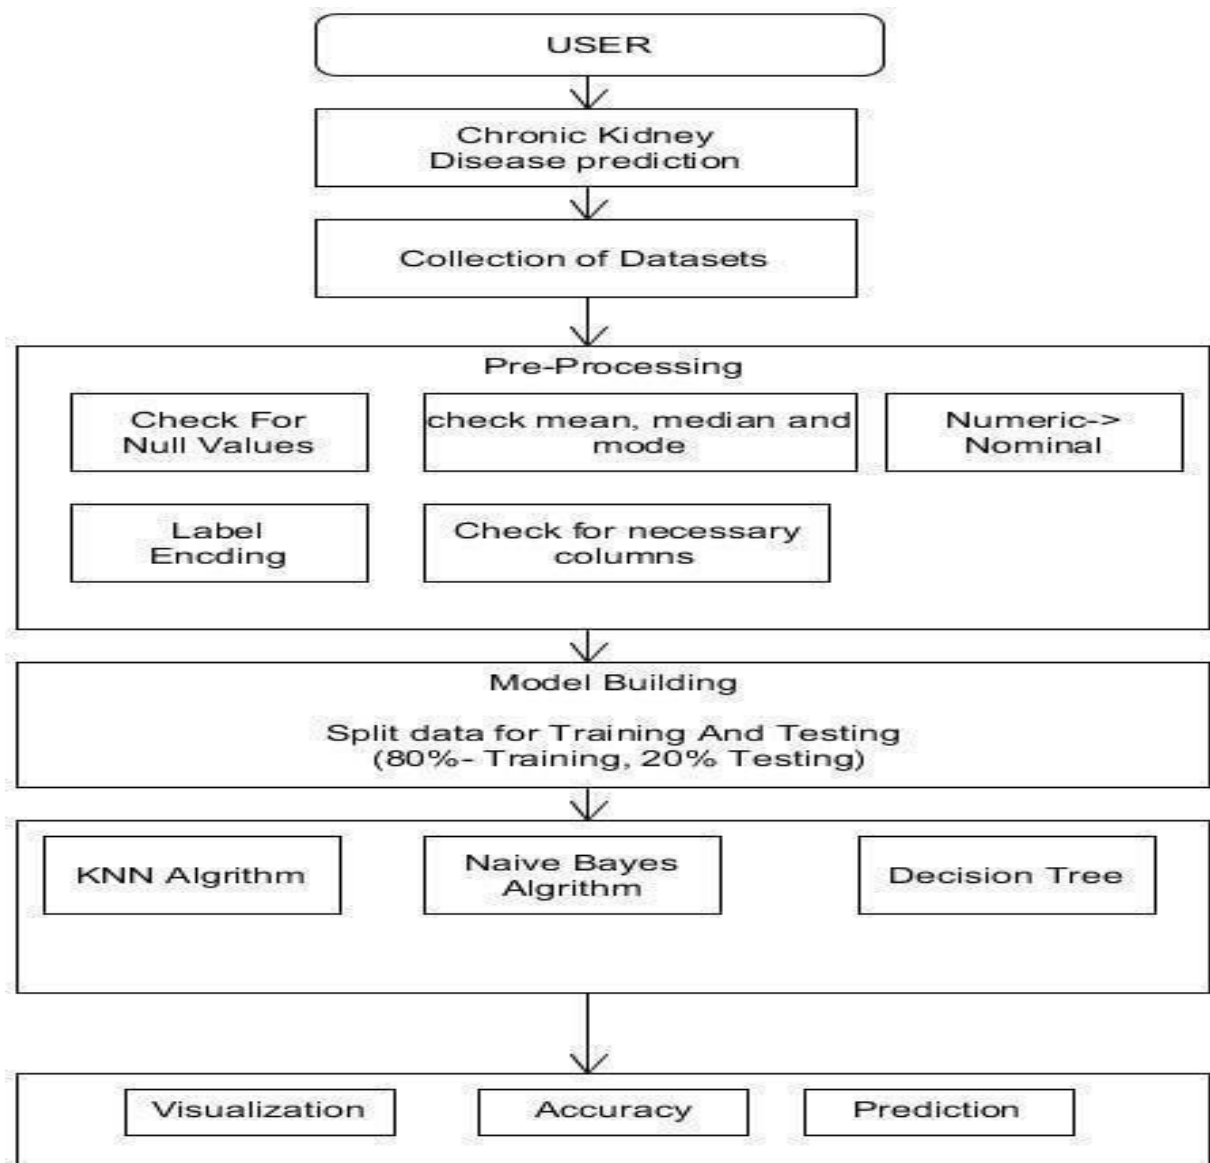 USER
Chronic Kidney
Disease prediction
Collection of Datasets
Pre-Processing
Check For
Null Values
check mean, median and
mode
Numeric->
Nominal
Label
Encding
Check for necessary
columns
Model Building
Split data for Training And Testing
(80%- Training, 20% Testing)
KNN Algrithm
Naive Bayes
Algrithm
Decision Tree
Visualization
Accuracy
Prediction